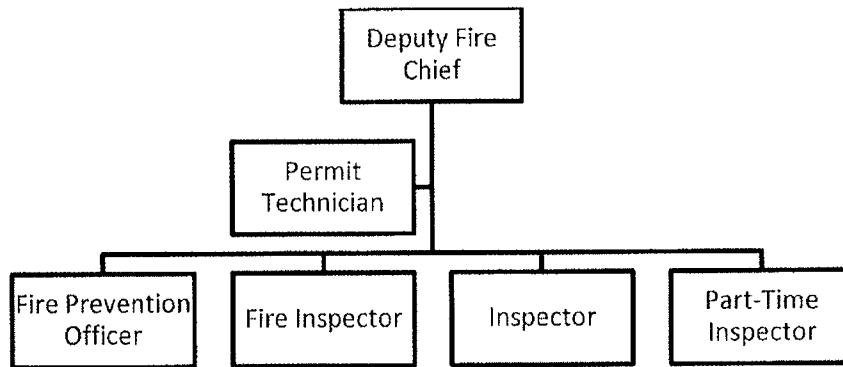 Deputy Fire
Chief
Permit
Technician
Fire Prevention
Officer
Fire Inspector
Inspector
Part-Time
Inspector